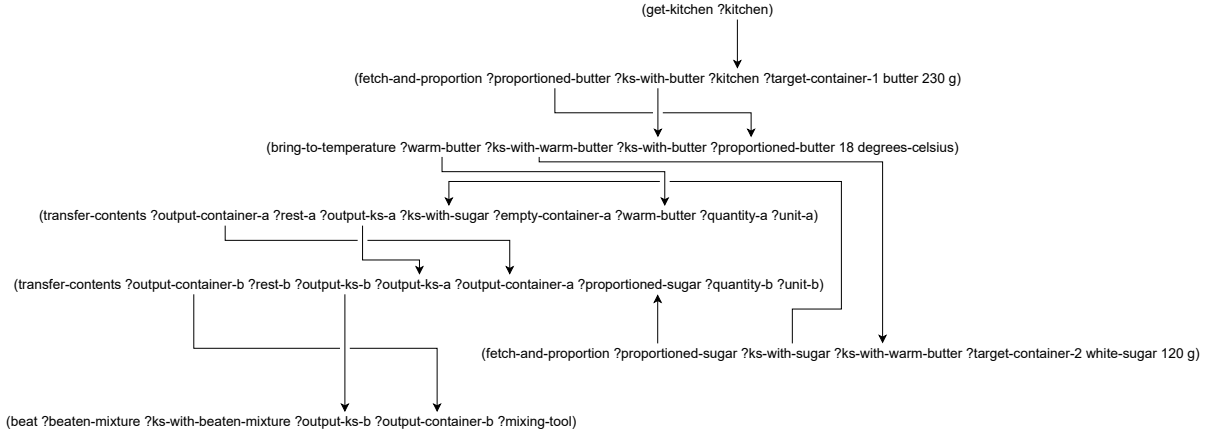 (get-kitchen ?kitchen)
(fetch-and-proportion ?proportioned-butter ?ks-with-butter ?kitchen ?target-container-1 butter 230 g)
(bring-to-temperature ?warm-butter ?ks-with-warm-butter ?ks-with-butter ?proportioned-butter 18 degrees-celsius)
(transfer-contents ?output-container-a ?rest-a ?output-ks-a ?ks-with-sugar ?empty-container-a ?warm-butter ?quantity-a ?unit-a)
(transfer-contents ?output-container-b ?rest-b ?output-ks-b ?output-ks-a ?output-container-a ?proportioned-sugar ?quantity-b ?unit-b)
(fetch-and-proportion ?proportioned-sugar ?ks-with-sugar ?ks-with-warm-butter ?target-container-2 white-sugar 120 g)
(beat ?beaten-mixture ?ks-with-beaten-mixture ?output-ks-b ?output-container-b ?mixing-tool)